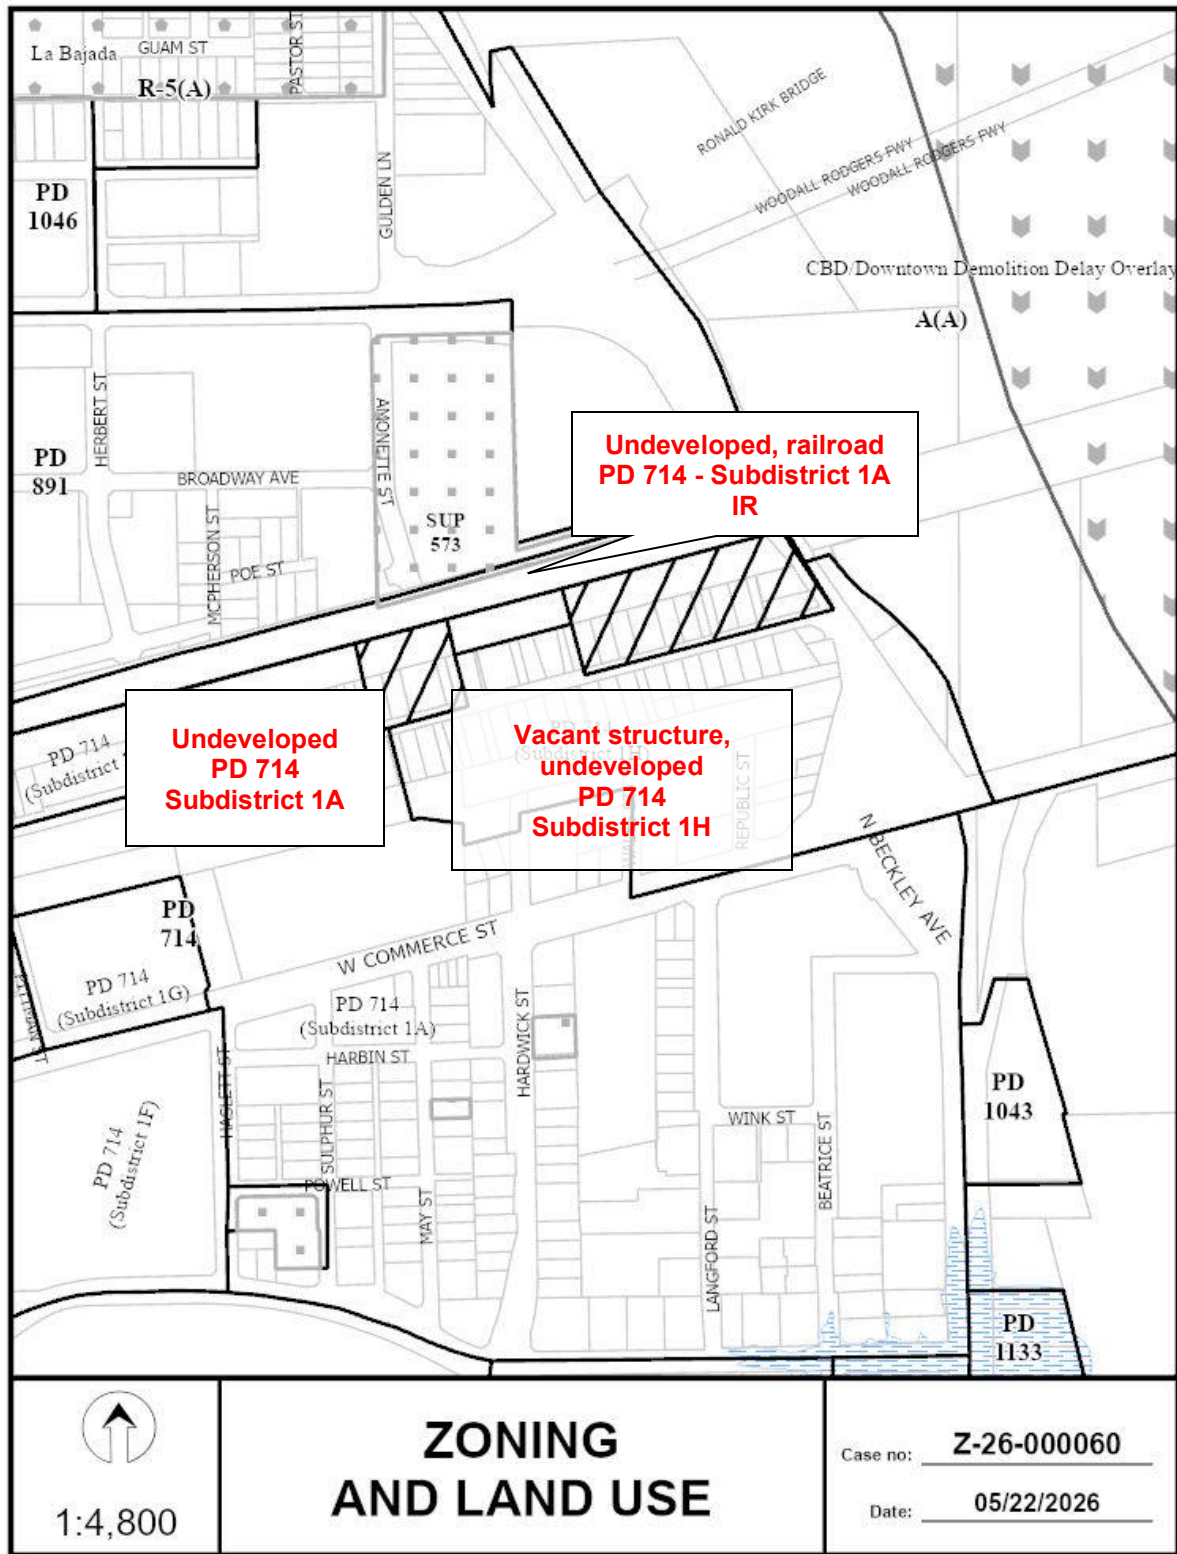 La Bajada
GUAM ST
PASTOR ST
R-5(A)
PD
1046
GULDEN LN
RONALD KIRK BRIDGE
WOODALL RODGERS FWY
WOODALL RODGERS FWY
CBD/Downtown Demolition Delay Overlay
A(A)
HERBERT ST
AMONETTE ST
PD
891
BROADWAY AVE
MCPHERSON ST
POE ST
SUP
573
Undeveloped, railroad
PD 714 - Subdistrict 1A
IR
PD 714
(Subdistrict
Undeveloped
PD 714
Subdistrict 1A
PD 714
(Subdistrict 1H)
Vacant structure,
undeveloped
PD 714
Subdistrict 1H
REPUBLIC ST
N BECKLEY AVE
PD
714
PD 714
(Subdistrict 1G)
W COMMERCE ST
PD 714
(Subdistrict 1A)
HARBIN ST
HASLETT ST
SULPHUR ST
HARDWICK ST
PD 714
(Subdistrict 1F)
POWELL ST
MAY ST
LANGFORD ST
WINK ST
BEATRICE ST
PD
1043
PD
1133
1:4,800
ZONING
AND LAND USE
Case no: Z-26-000060
Date: 05/22/2026